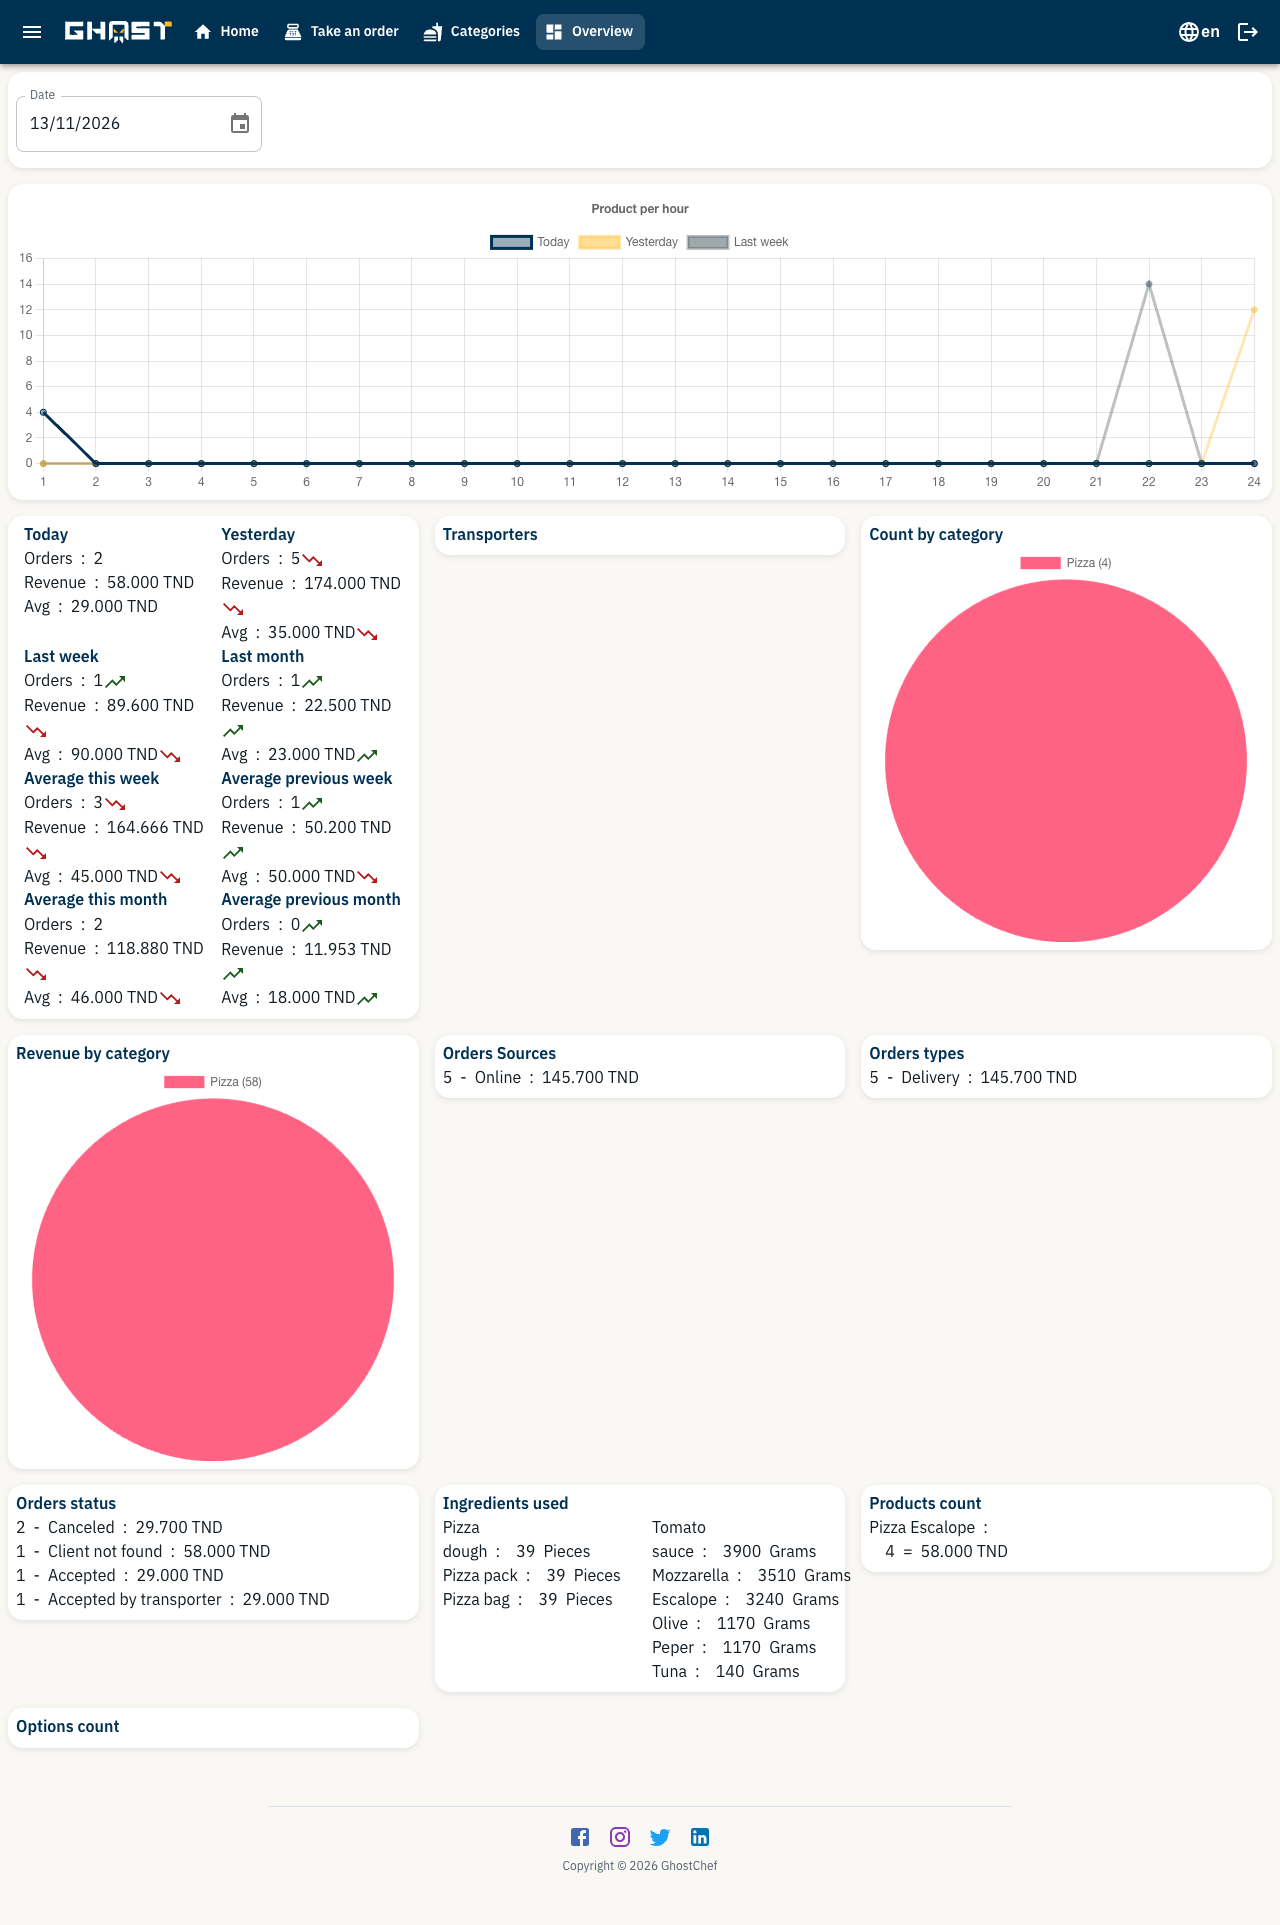 GHOST
Home
Take an order
Categories
Overview
en
Date
13/11/2026
Product per hour
Today
Yesterday
Last week
16
14
12
10
8
6
4
2
0
1 2 3 4 5 6 7 8 9 10 11 12 13 14 15 16 17 18 19 20 21 22 23 24
Today
Orders : 2
Revenue : 58.000 TND
Avg : 29.000 TND
Yesterday
Orders : 5
Revenue : 174.000 TND
Avg : 35.000 TND
Last week
Orders : 1
Revenue : 89.600 TND
Avg : 90.000 TND
Last month
Orders : 1
Revenue : 22.500 TND
Avg : 23.000 TND
Average this week
Orders : 3
Revenue : 164.666 TND
Avg : 45.000 TND
Average previous week
Orders : 1
Revenue : 50.200 TND
Avg : 50.000 TND
Average this month
Orders : 2
Revenue : 118.880 TND
Avg : 46.000 TND
Average previous month
Orders : 0
Revenue : 11.953 TND
Avg : 18.000 TND
Transporters
Count by category
Pizza (4)
Revenue by category
Pizza (58)
Orders Sources
5 - Online : 145.700 TND
Orders types
5 - Delivery : 145.700 TND
Orders status
2 - Canceled : 29.700 TND
1 - Client not found : 58.000 TND
1 - Accepted : 29.000 TND
1 - Accepted by transporter : 29.000 TND
Ingredients used
Pizza
dough : 39 Pieces
Pizza pack : 39 Pieces
Pizza bag : 39 Pieces
Tomato
sauce : 3900 Grams
Mozzarella : 3510 Grams
Escalope : 3240 Grams
Olive : 1170 Grams
Peper : 1170 Grams
Tuna : 140 Grams
Products count
Pizza Escalope :
4 = 58.000 TND
Options count
Copyright © 2026 GhostChef